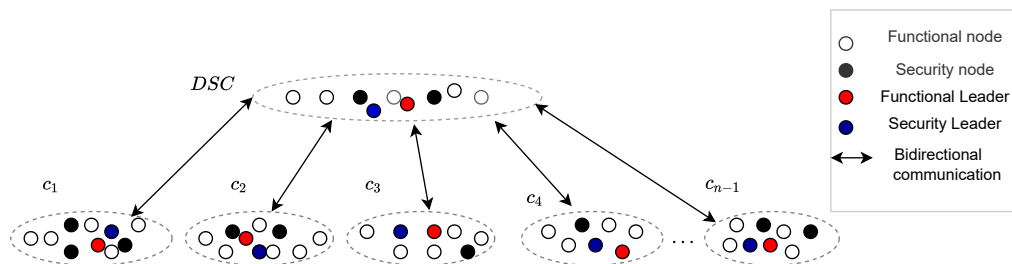 DSC
c1
c2
c3
c4
cn−1
...
Functional node
Security node
Functional Leader
Security Leader
Bidirectional
communication